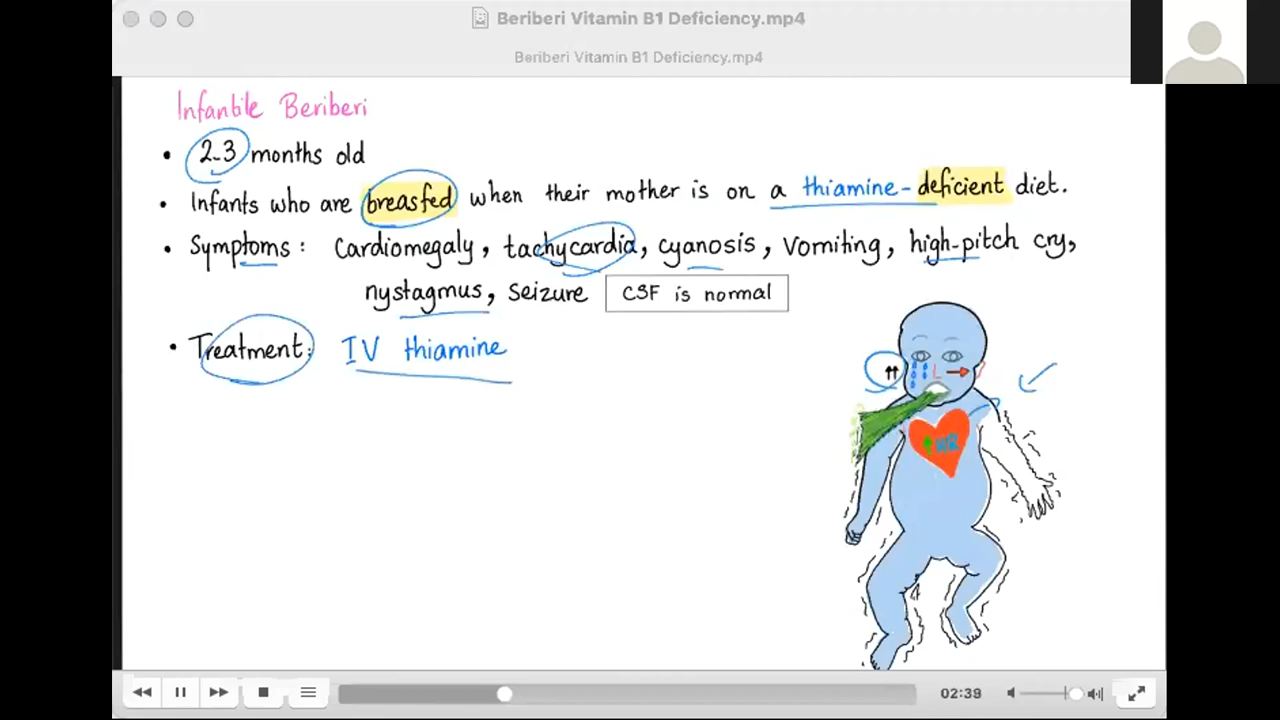 Beriberi Vitamin B1 Deficiency.mp4
Beriberi Vitamin B1 Deficiency.mp4
Infantile Beriberi
• 2-3 months old
• Infants who are breasfed when their mother is on a thiamine-deficient diet.
• Symptoms: Cardiomegaly, tachycardia, cyanosis, vomiting, high-pitch cry,
nystagmus, seizure CSF is normal
• Treatment: IV thiamine
↑HR
02:39